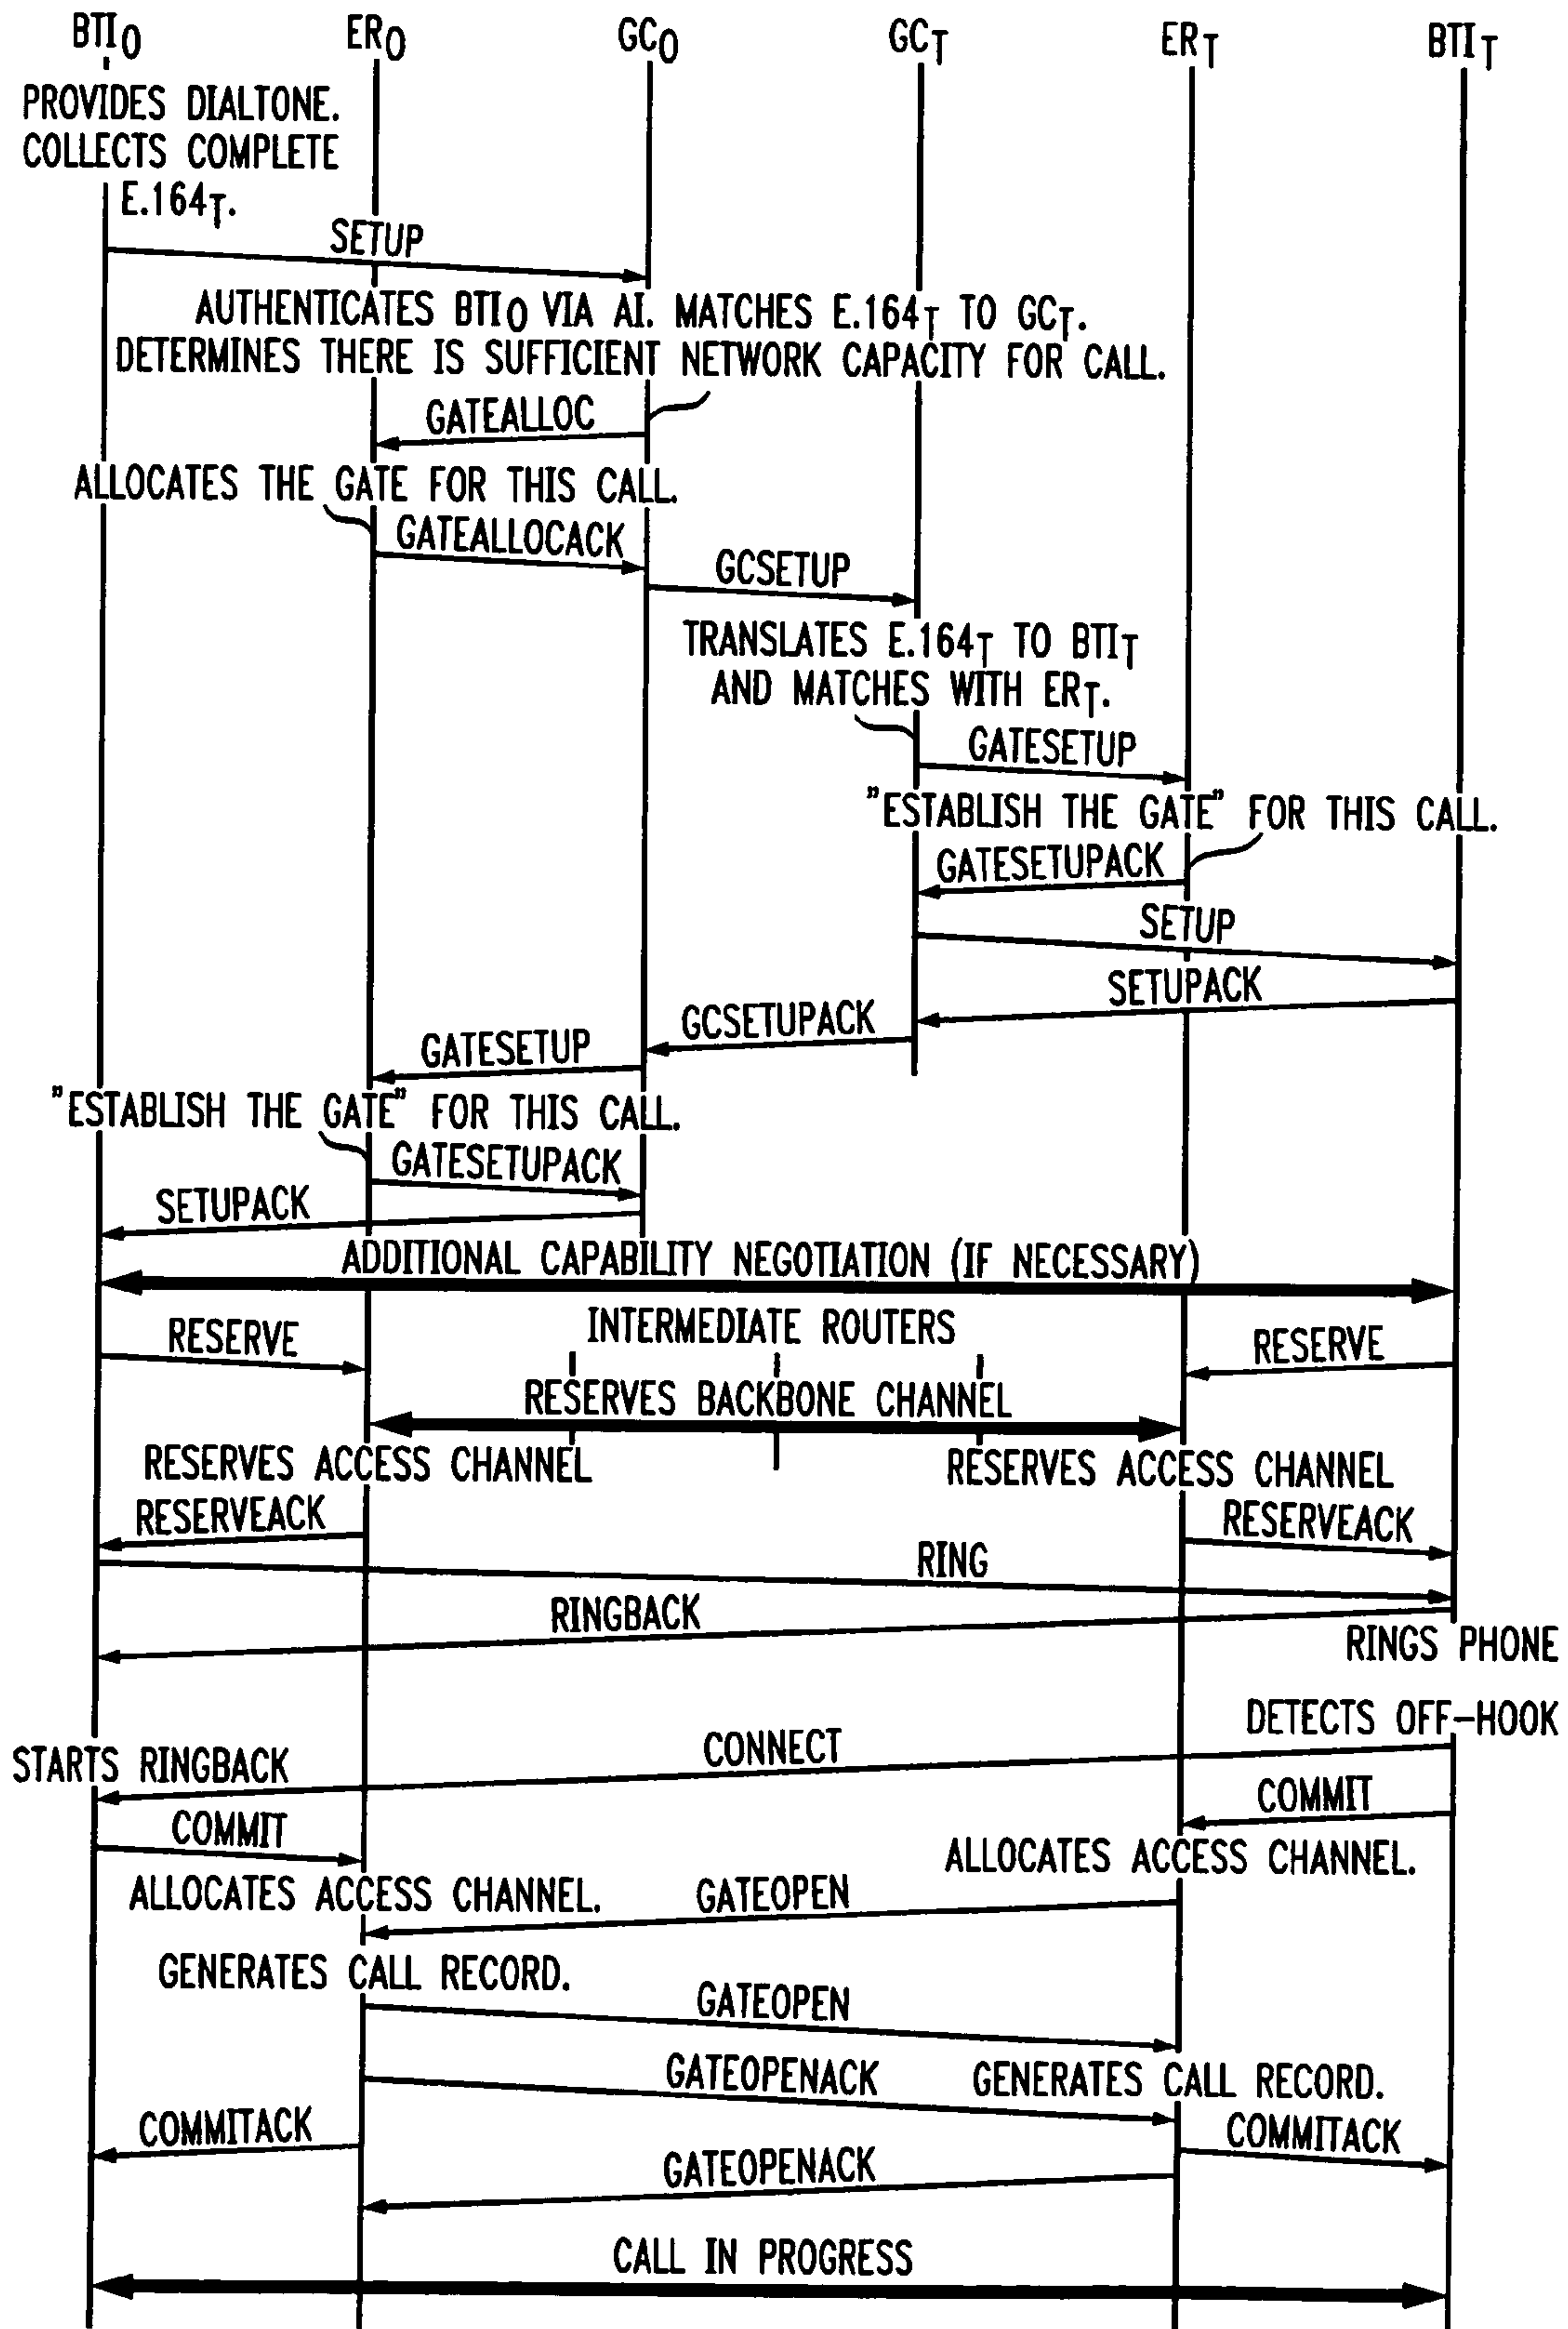 BTIO ERO GCO GCT ERT BTIT
PROVIDES DIALTONE.
COLLECTS COMPLETE
E.164T.
SETUP
AUTHENTICATES BTIO VIA AI. MATCHES E.164T TO GCT.
DETERMINES THERE IS SUFFICIENT NETWORK CAPACITY FOR CALL.
GATEALLOC
ALLOCATES THE GATE FOR THIS CALL.
GATEALLOCACK
GCSETUP
TRANSLATES E.164T TO BTIT
AND MATCHES WITH ERT.
GATESETUP
"ESTABLISH THE GATE" FOR THIS CALL.
GATESETUPACK
SETUP
SETUPACK
GCSETUPACK
GATESETUP
"ESTABLISH THE GATE" FOR THIS CALL.
GATESETUPACK
SETUPACK
ADDITIONAL CAPABILITY NEGOTIATION (IF NECESSARY)
INTERMEDIATE ROUTERS
RESERVE
RESERVE
RESERVES BACKBONE CHANNEL
RESERVES ACCESS CHANNEL
RESERVES ACCESS CHANNEL
RESERVEACK
RESERVEACK
RING
RINGBACK
RINGS PHONE
DETECTS OFF-HOOK
CONNECT
STARTS RINGBACK
COMMIT
COMMIT
ALLOCATES ACCESS CHANNEL.
ALLOCATES ACCESS CHANNEL.
GATEOPEN
GENERATES CALL RECORD.
GATEOPEN
GATEOPENACK
GENERATES CALL RECORD.
COMMITACK
COMMITACK
GATEOPENACK
CALL IN PROGRESS